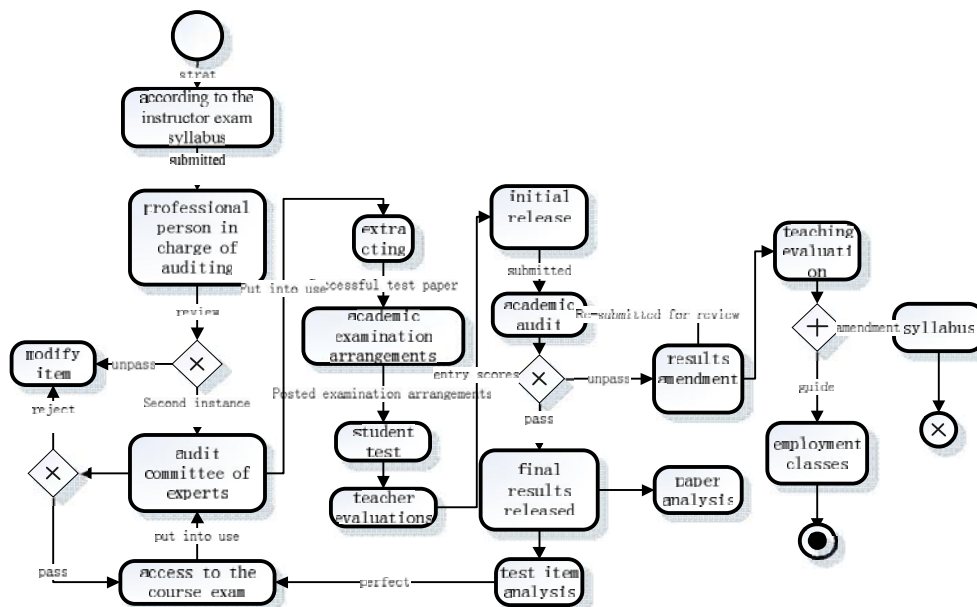 strat
according to the
instructor exam
syllabus
submitted
professional
person in
charge of
auditing
review
unpass
modify
item
reject
Second instance
audit
committee of
experts
put into use
pass
access to the
course exam
Put into use
extra
cting
test paper
academic
examination
arrangements
Posted examination arrangements
student
test
teacher
evaluations
entry scores
initial
release
submitted
academic
audit
Re-submitted for review
unpass
results
amendment
pass
final
results
released
paper
analysis
test item
analysis
perfect
teaching
evaluati
on
amendment
syllabus
guide
employment
classes